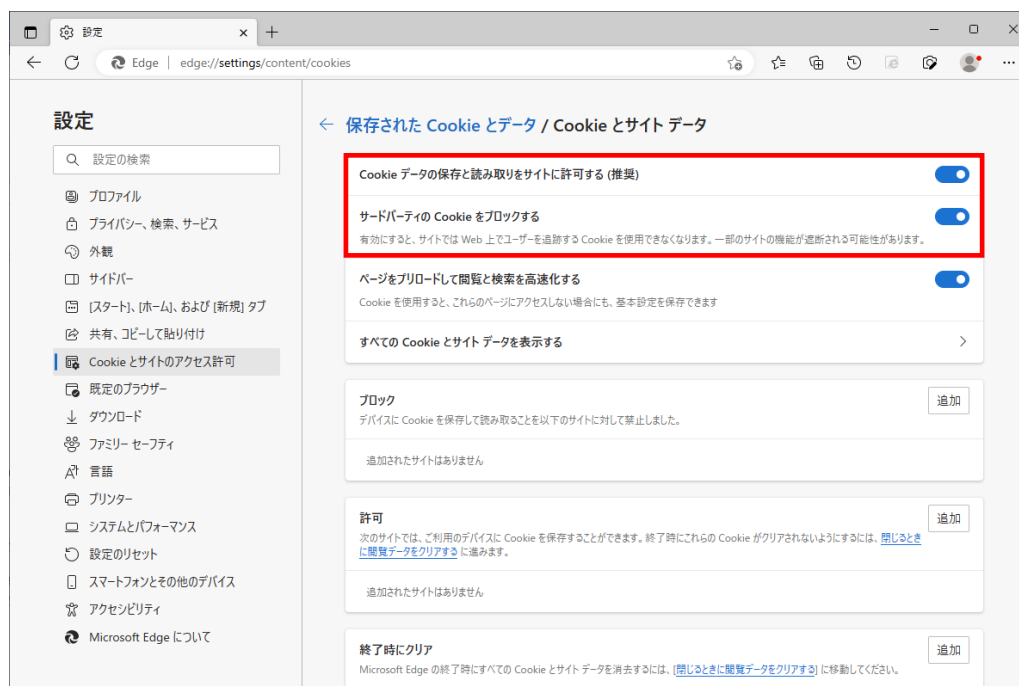 設定
Edge | edge://settings/content/cookies
設定
設定の検索
プロファイル
プライバシー、検索、サービス
外観
サイドバー
[スタート]、[ホーム]、および [新規] タブ
共有、コピーして貼り付け
Cookie とサイトのアクセス許可
既定のブラウザー
ダウンロード
ファミリー セーフティ
言語
プリンター
システムとパフォーマンス
設定のリセット
スマートフォンとその他のデバイス
アクセシビリティ
Microsoft Edge について
保存された Cookie とデータ / Cookie とサイト データ
Cookie データの保存と読み取りをサイトに許可する (推奨)
サードパーティの Cookie をブロックする
有効にすると、サイトでは Web 上でユーザーを追跡する Cookie を使用できなくなります。一部のサイトの機能が遮断される可能性があります。
ページをプリロードして閲覧と検索を高速化する
Cookie を使用すると、これらのページにアクセスしない場合にも、基本設定を保存できます
すべての Cookie とサイト データを表示する
ブロック
追加
デバイスに Cookie を保存して読み取ることを以下のサイトに対して禁止しました。
追加されたサイトはありません
許可
追加
次のサイトでは、ご利用のデバイスに Cookie を保存することができます。終了時にこれらの Cookie がクリアされないようにするには、閉じるとき
に閲覧データをクリアする に進みます。
追加されたサイトはありません
終了時にクリア
追加
Microsoft Edge の終了時にすべての Cookie とサイト データを消去するには、[閉じるときに閲覧データをクリアする] に移動してください。